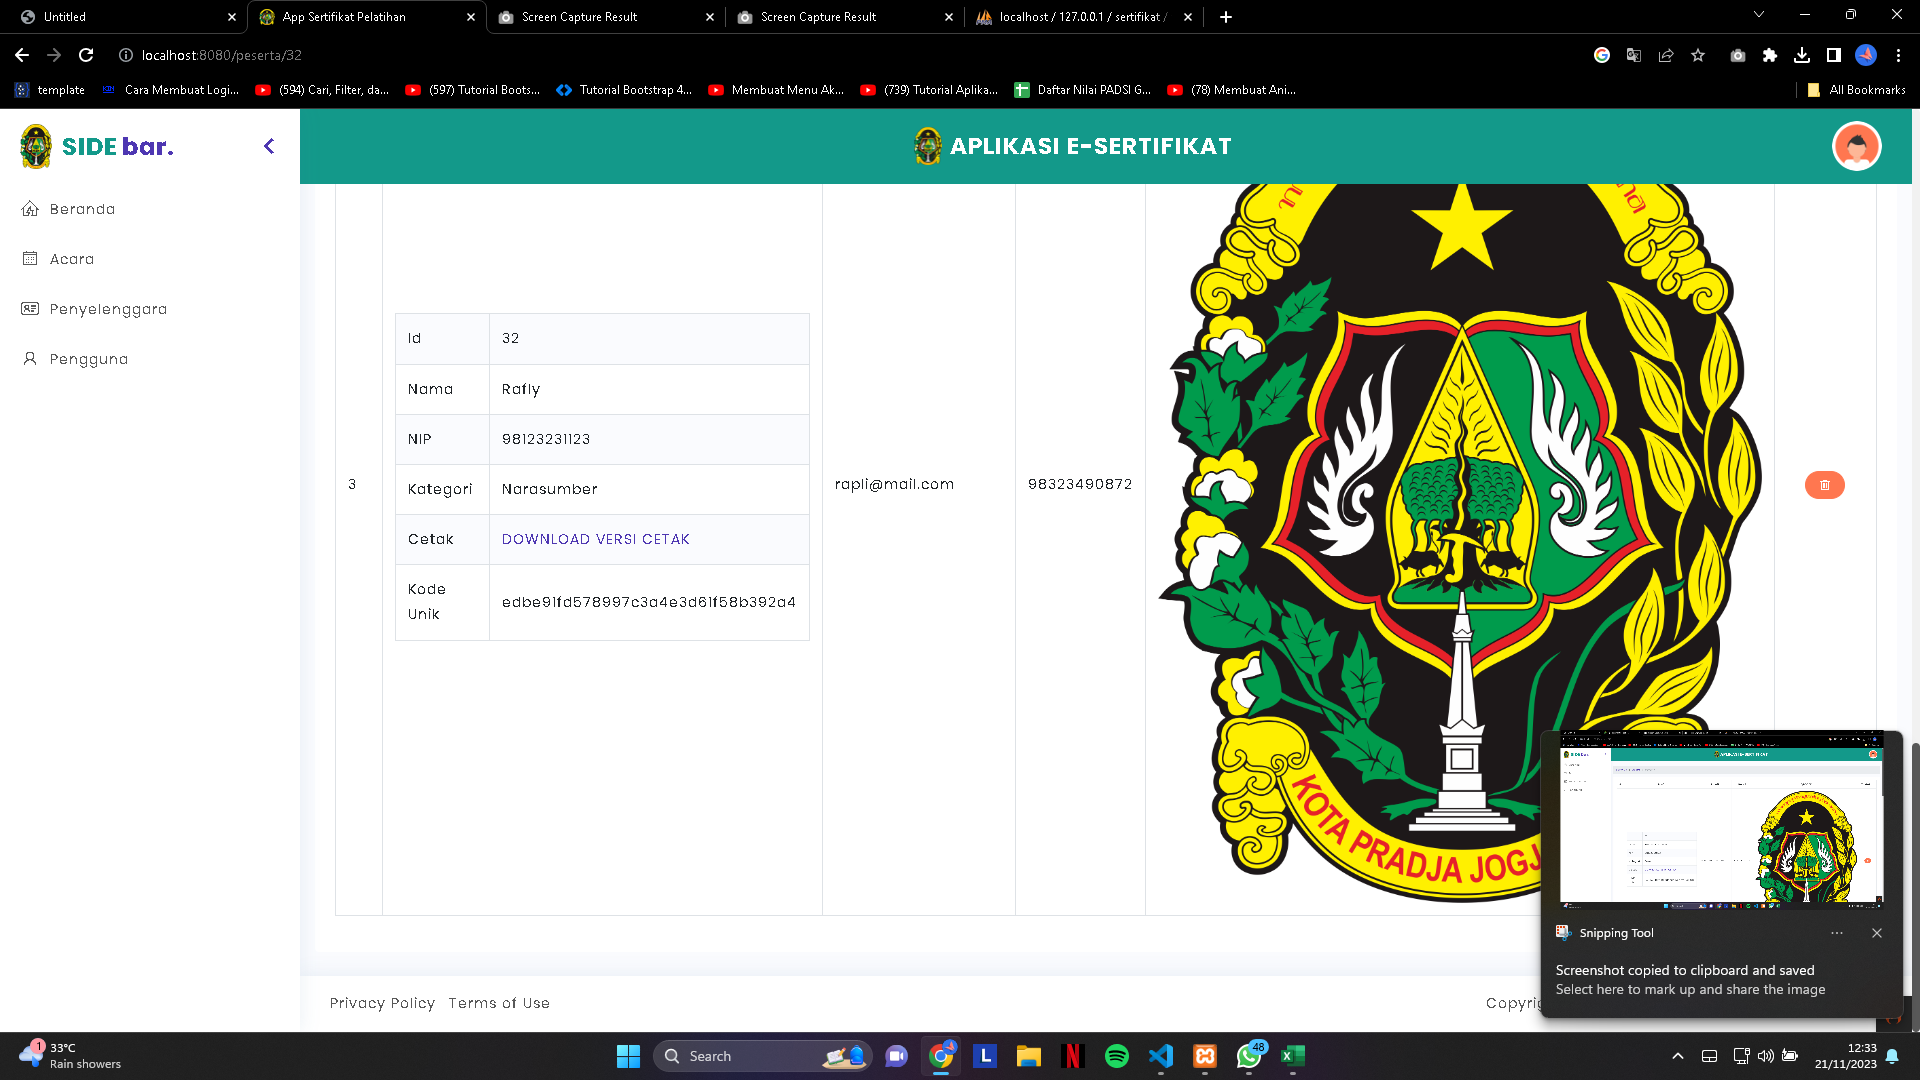 Untitled
App Sertifikat Pelatihan
Screen Capture Result
Screen Capture Result
localhost / 127.0.0.1 / sertifikat /
localhost:8080/peserta/32
template
Cara Membuat Logi...
(594) Cari, Filter, da...
(597) Tutorial Boots...
Tutorial Bootstrap 4...
Membuat Menu Ak...
(739) Tutorial Aplika...
Daftar Nilai PADSI G...
(78) Membuat Ani...
All Bookmarks
SIDE bar.
APLIKASI E-SERTIFIKAT
Beranda
Acara
Penyelenggara
Pengguna
3
Id 32
Nama Rafly
NIP 98123231123
Kategori Narasumber
Cetak DOWNLOAD VERSI CETAK
Kode
Unik
edbe91fd578997c3a4e3d61f58b392a4
rapli@mail.com
98323490872
KOTA PRADJA JOGJ
Snipping Tool
Screenshot copied to clipboard and saved
Select here to mark up and share the image
Privacy Policy Terms of Use
33°C
Rain showers
1
Search
48
12:33
21/11/2023